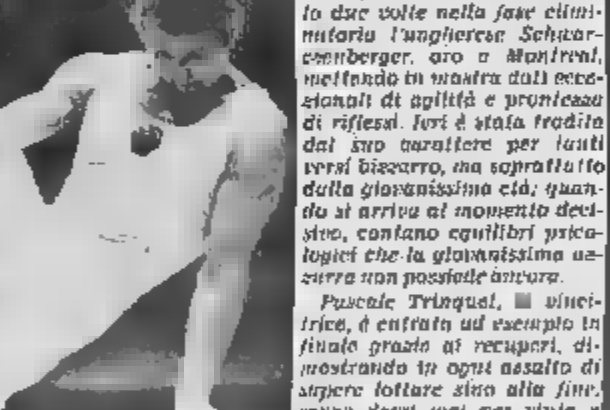 to due volte nella fase elimi-
natoria l'ungherese Schwar-
czenberger, oro a Montreal,
mettendo in mostra doti ecce-
zionali di agilità e prontezza
di riflessi. Ieri è stata tradita
dal suo carattere per tanti
versi bizzarro, ma soprattutto
dalla giovanissima età; quan-
do si arriva al momento deci-
sivo, contano equilibri psico-
logici che la giovanissima az-
zurra non possiede ancora.
Pascale Trinquet, vinci-
trice, è entrata ad esempio in
finale grazie ai recuperi, di-
mostrando in ogni assalto di
sapere lottare sino alla fine,